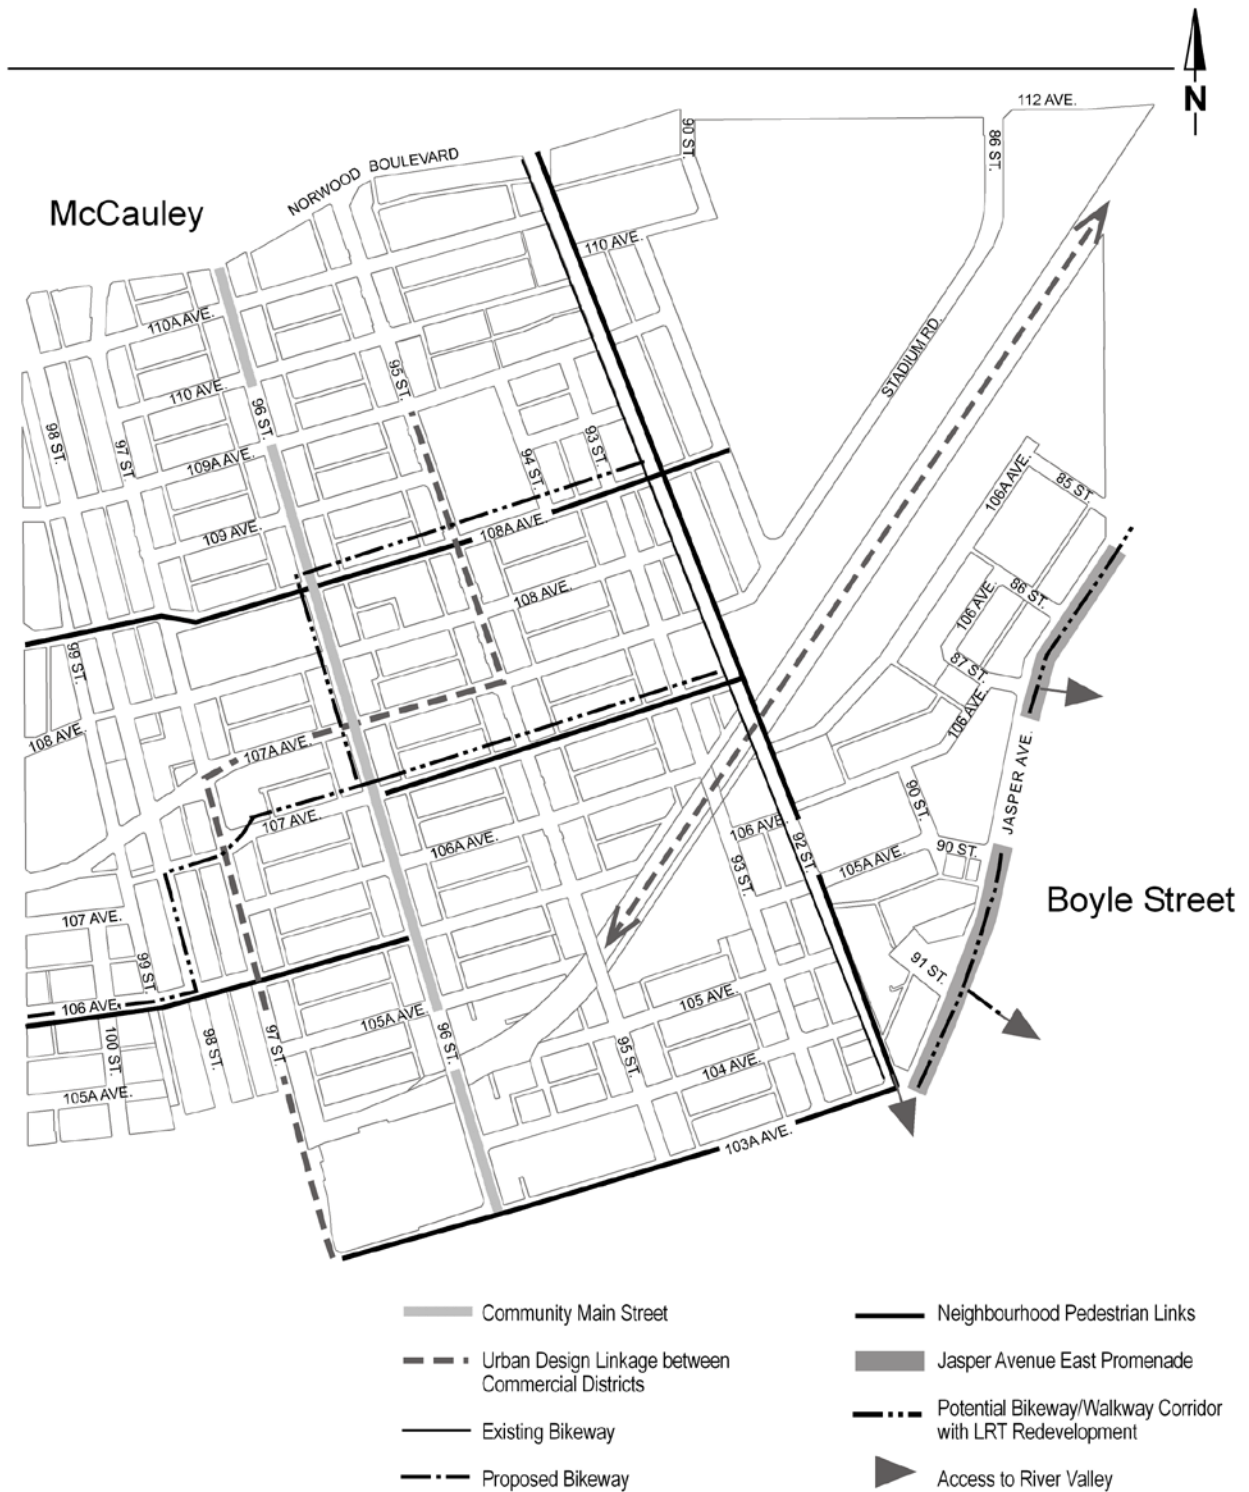 N
112 AVE.
90 ST.
86 ST.
NORWOOD BOULEVARD
McCauley
110 AVE.
110A AVE.
STADIUM RD.
95 ST.
110 AVE.
96 ST.
98 ST.
97 ST
109A AVE.
94 ST.
93 ST.
106A AVE.
85 ST.
109 AVE.
108A AVE.
108 AVE.
86 ST.
106 AVE.
99 ST.
87 ST.
106 AVE.
108 AVE.
107A AVE.
JASPER AVE.
90 ST.
107 AVE.
106 AVE.
92 ST.
106A AVE.
90 ST.
105A AVE.
93 ST.
Boyle Street
107 AVE.
99 ST.
91 ST.
106 AVE.
105 AVE.
105A AVE.
100 ST.
98 ST.
97 ST.
96 ST.
95 ST.
104 AVE.
105A AVE.
103A AVE.
Community Main Street
Urban Design Linkage between
Commercial Districts
Existing Bikeway
Proposed Bikeway
Neighbourhood Pedestrian Links
Jasper Avenue East Promenade
Potential Bikeway/Walkway Corridor
with LRT Redevelopment
Access to River Valley